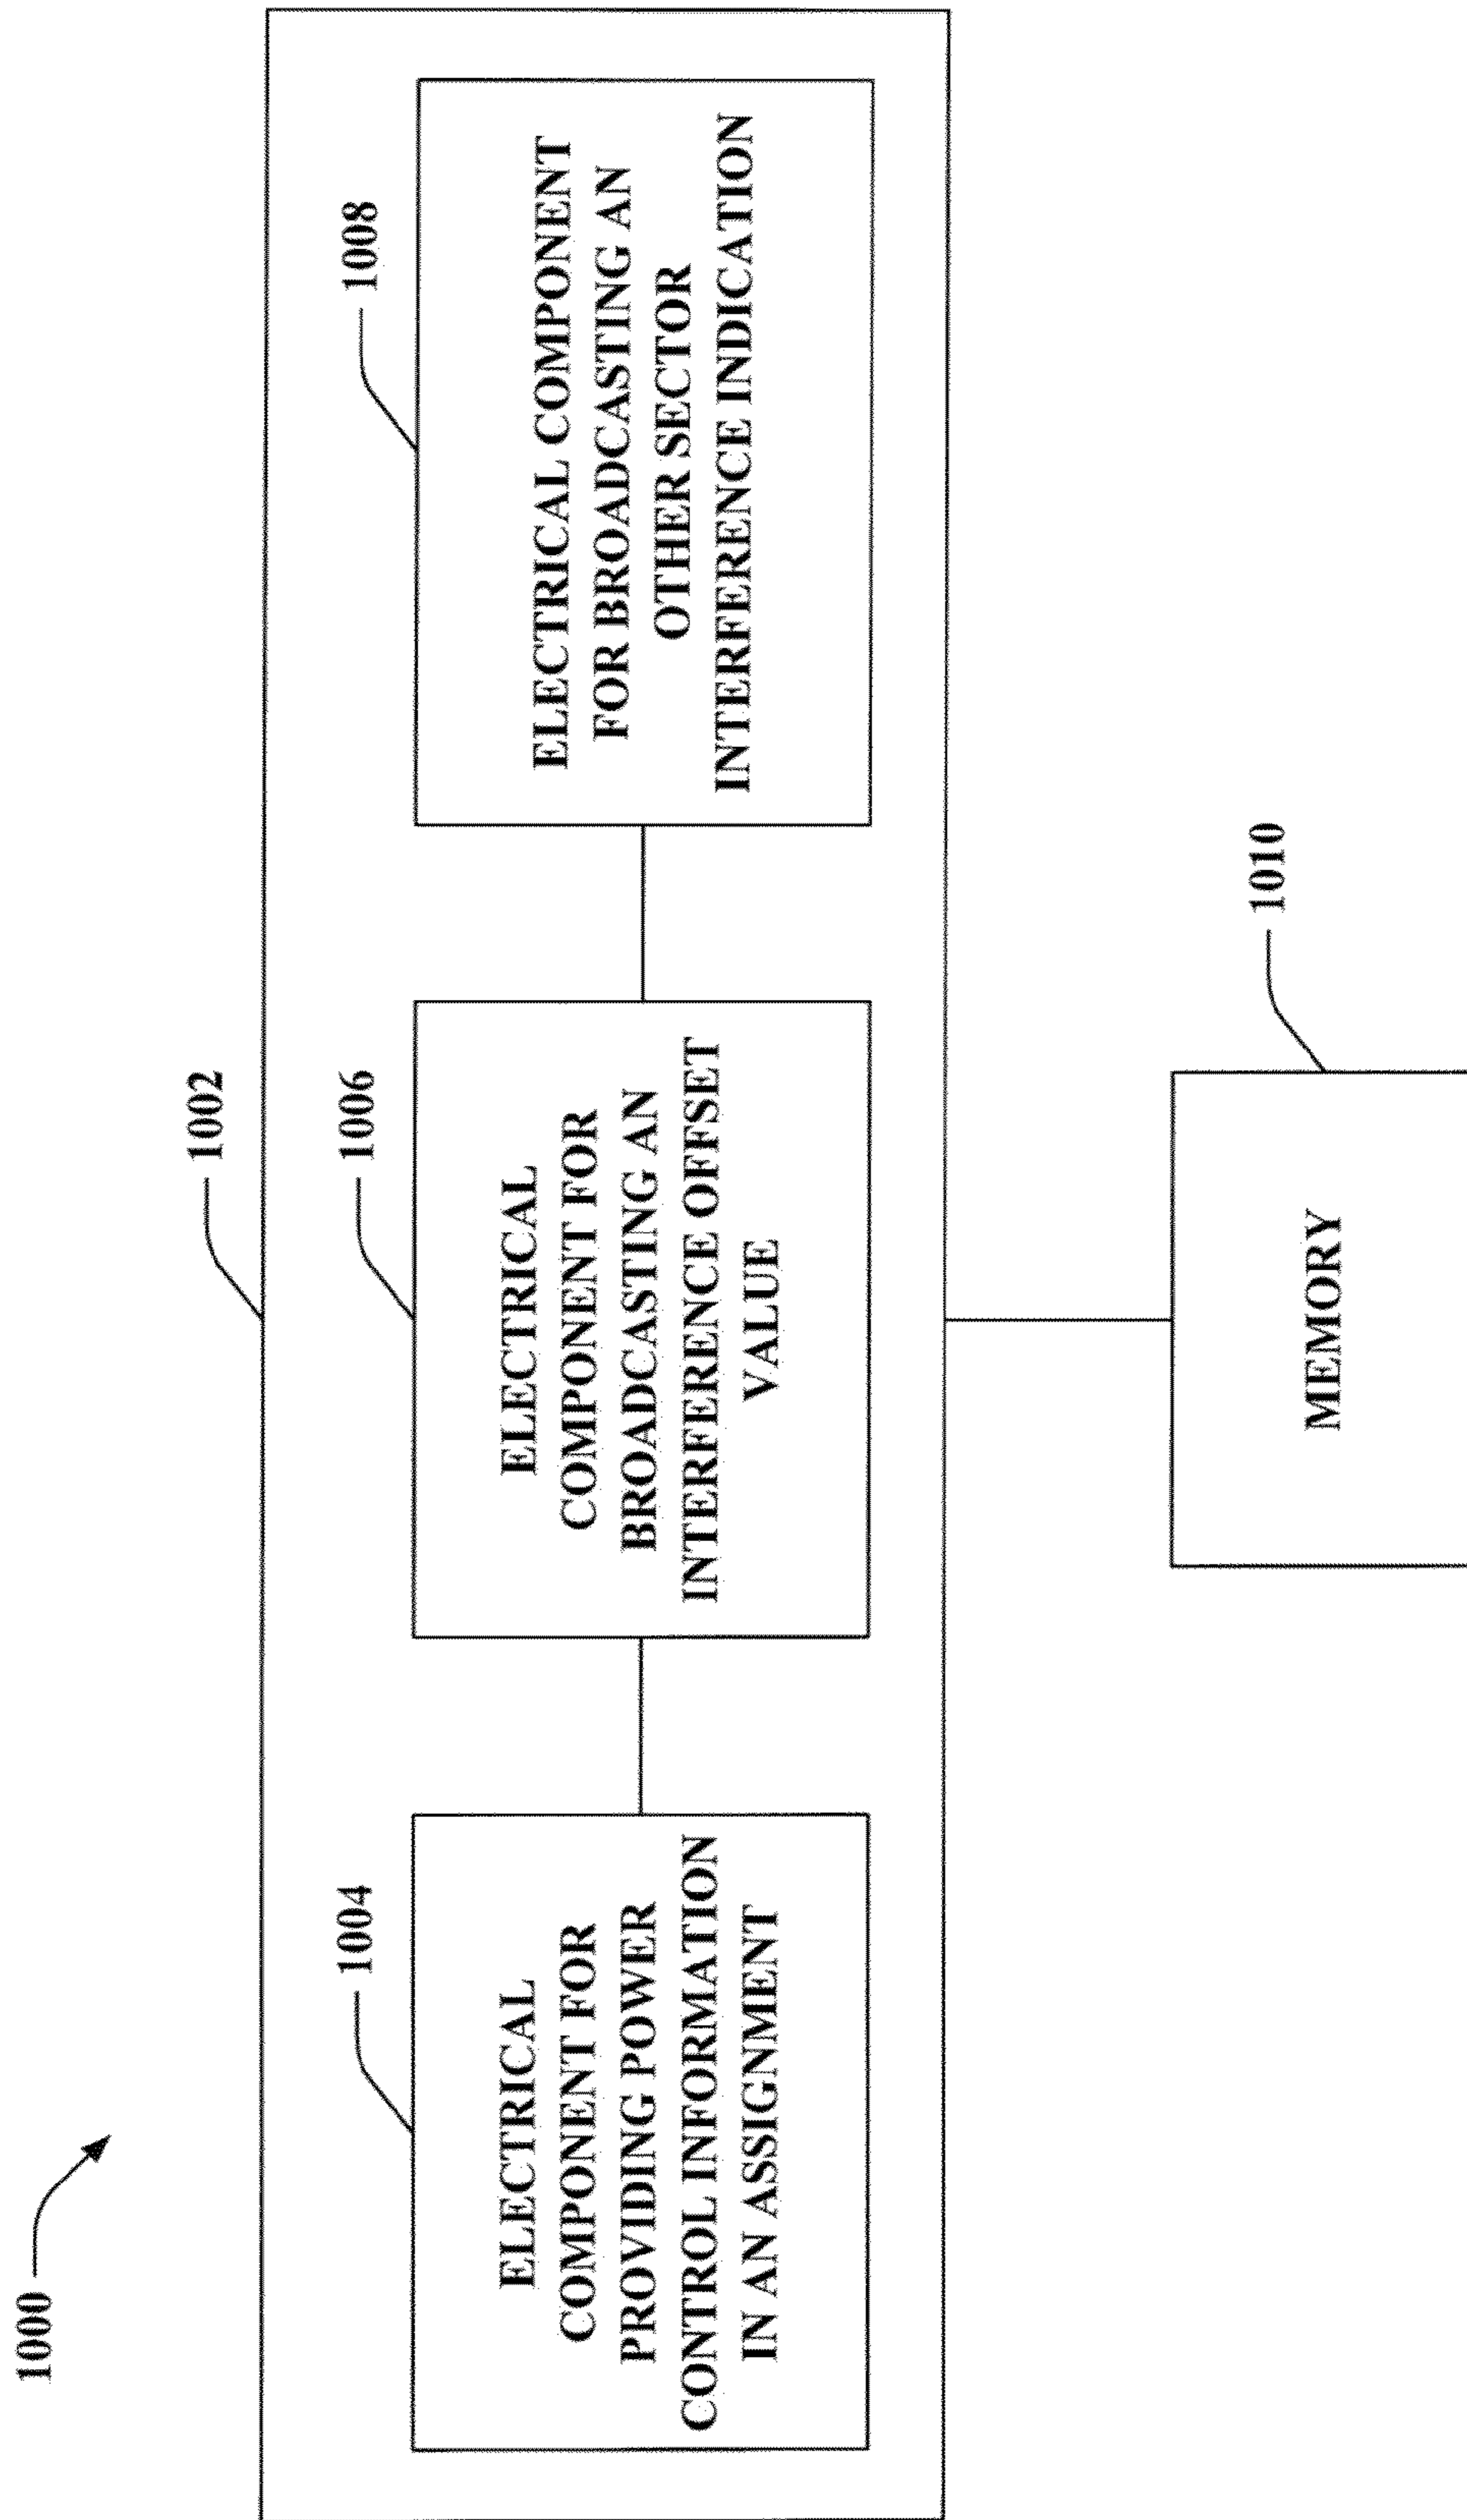 1000
1002
1004
ELECTRICAL
COMPONENT FOR
PROVIDING POWER
CONTROL INFORMATION
IN AN ASSIGNMENT
1006
ELECTRICAL
COMPONENT FOR
BROADCASTING AN
INTERFERENCE OFFSET
VALUE
1008
ELECTRICAL COMPONENT
FOR BROADCASTING AN
OTHER SECTOR
INTERFERENCE INDICATION
1010
MEMORY